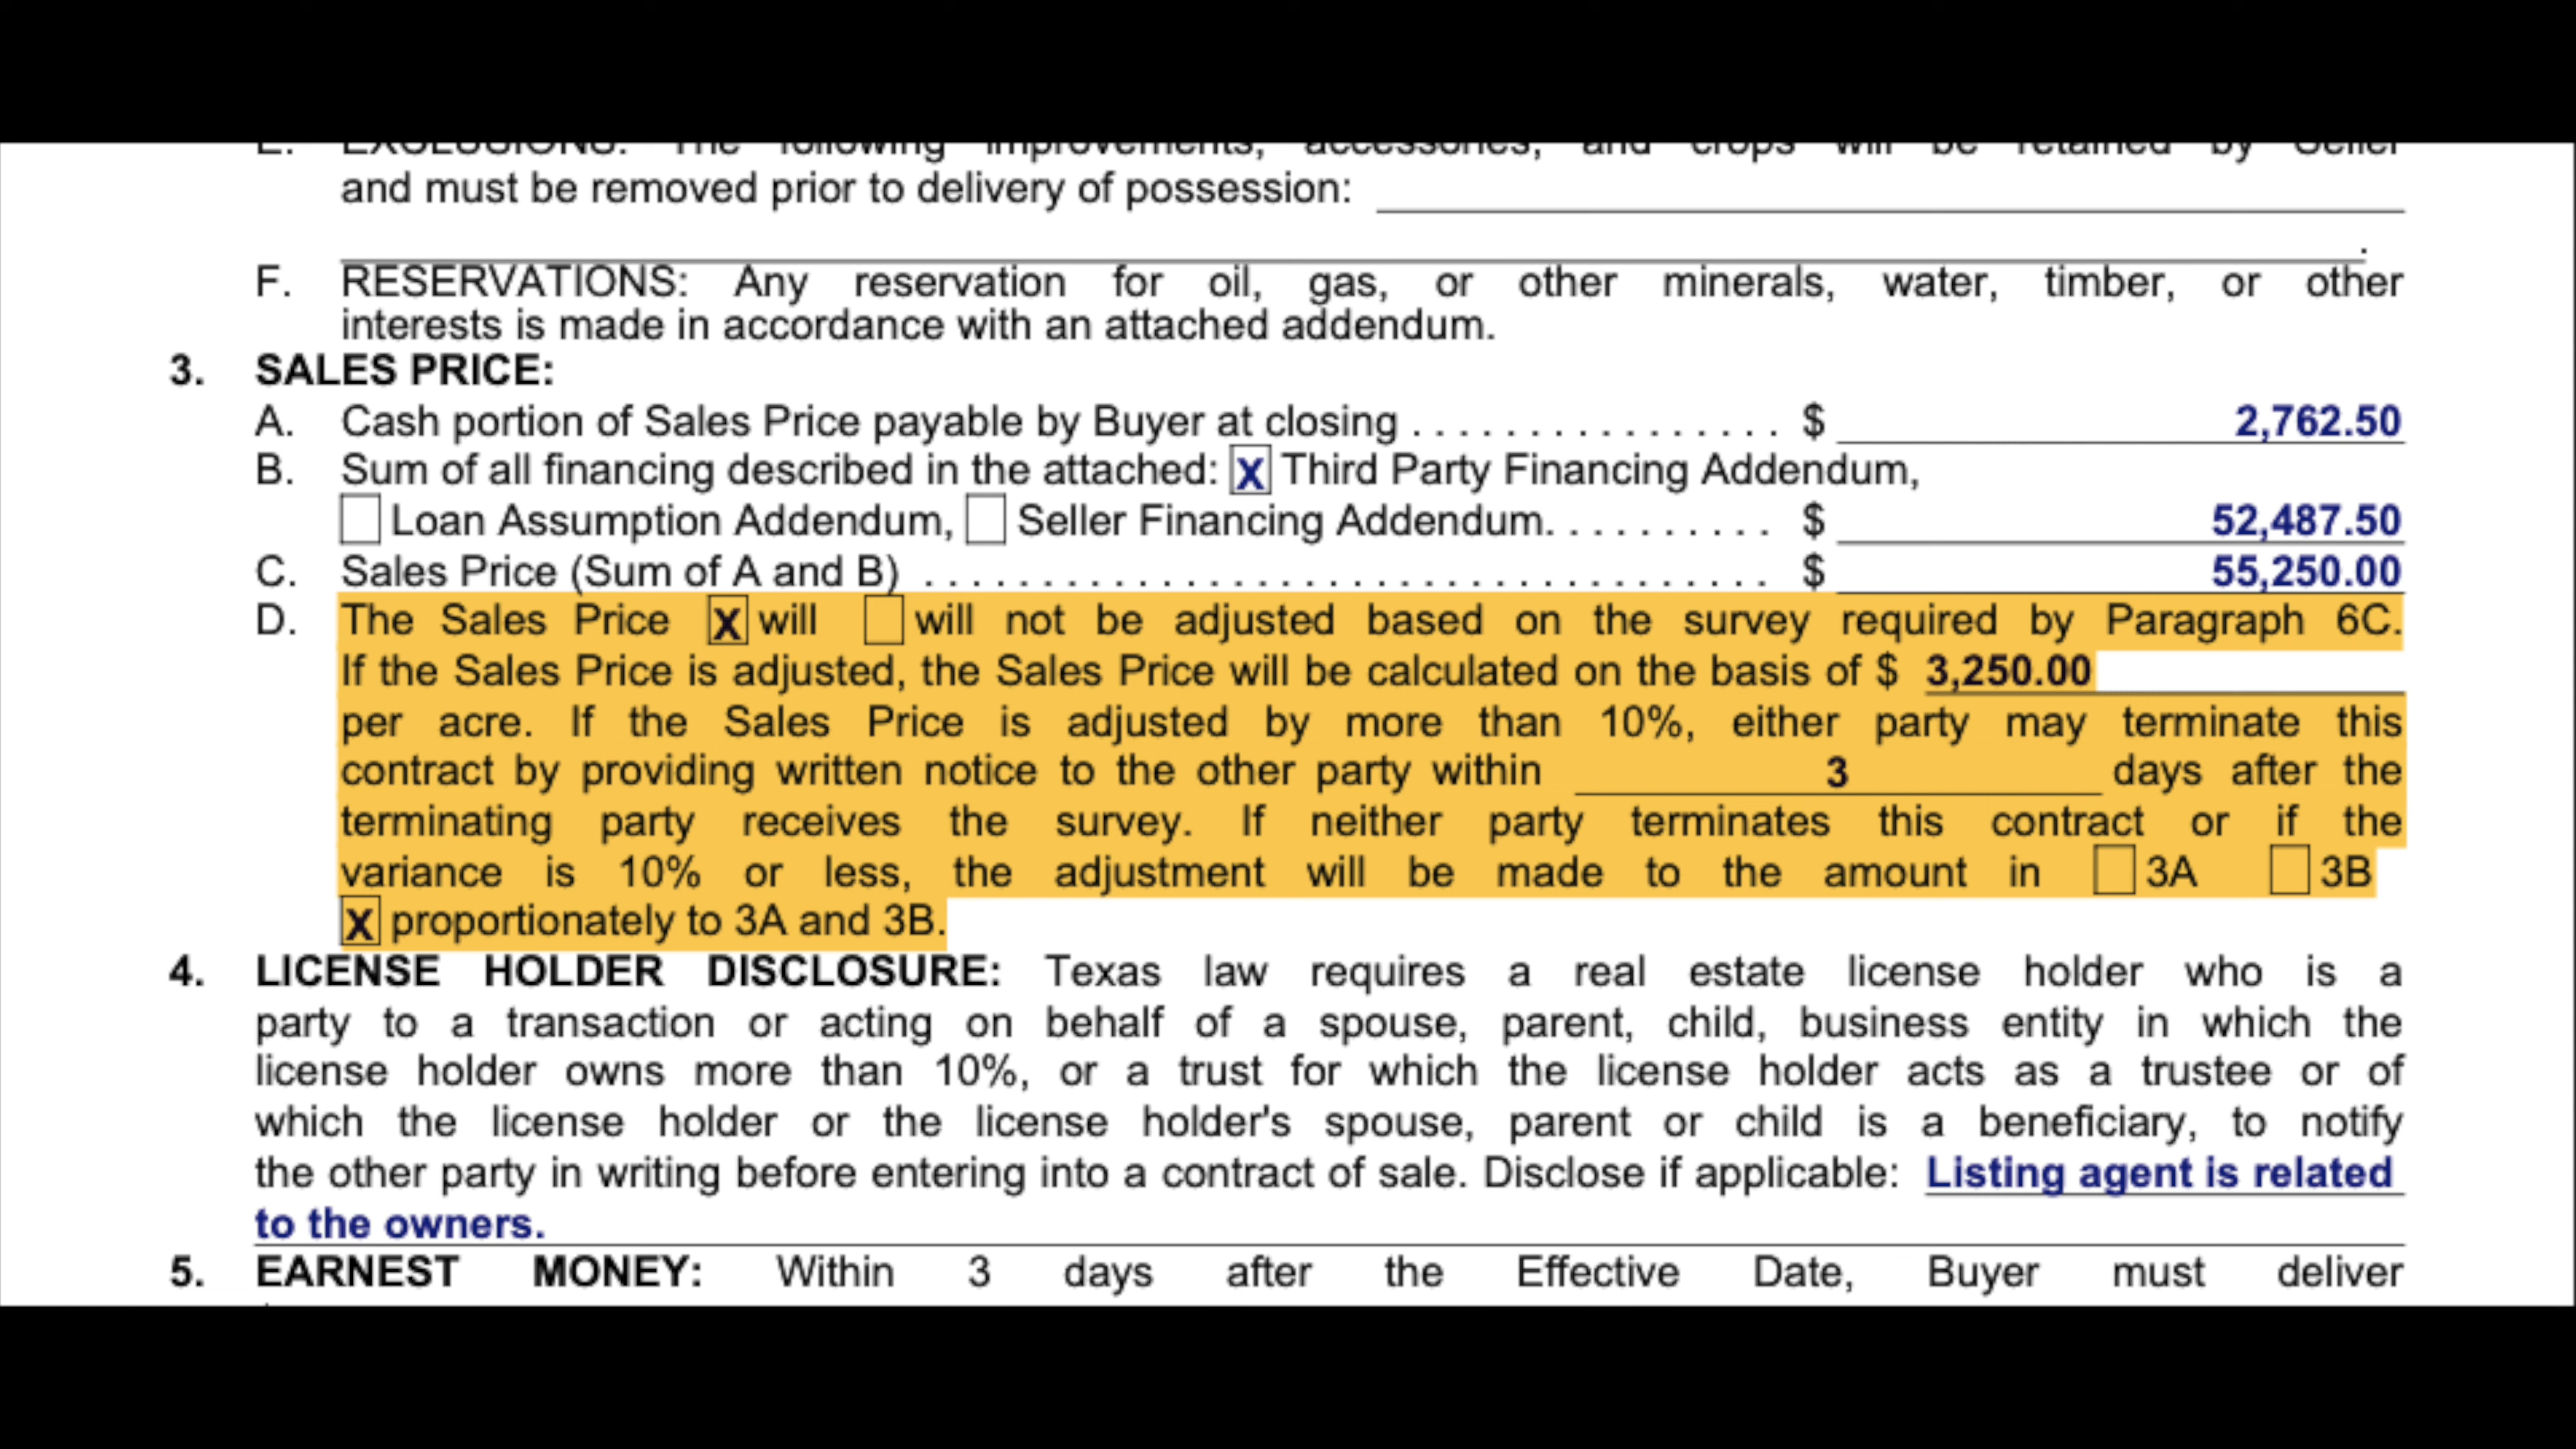 E. EXCLUSIONS: The following improvements, accessories, and crops will be retained by Seller
and must be removed prior to delivery of possession:
.
F. RESERVATIONS: Any reservation for oil, gas, or other minerals, water, timber, or other
interests is made in accordance with an attached addendum.
3. SALES PRICE:
A. Cash portion of Sales Price payable by Buyer at closing . . . . . . . . . . . . . . . . $ 2,762.50
B. Sum of all financing described in the attached: X Third Party Financing Addendum,
Loan Assumption Addendum, Seller Financing Addendum. . . . . . . . . . $ 52,487.50
C. Sales Price (Sum of A and B) . . . . . . . . . . . . . . . . . . . . . . . . . . . . . . . . . . . . $ 55,250.00
D. The Sales Price X will will not be adjusted based on the survey required by Paragraph 6C.
If the Sales Price is adjusted, the Sales Price will be calculated on the basis of $ 3,250.00
per acre. If the Sales Price is adjusted by more than 10%, either party may terminate this
contract by providing written notice to the other party within 3 days after the
terminating party receives the survey. If neither party terminates this contract or if the
variance is 10% or less, the adjustment will be made to the amount in 3A 3B
X proportionately to 3A and 3B.
4. LICENSE HOLDER DISCLOSURE: Texas law requires a real estate license holder who is a
party to a transaction or acting on behalf of a spouse, parent, child, business entity in which the
license holder owns more than 10%, or a trust for which the license holder acts as a trustee or of
which the license holder or the license holder's spouse, parent or child is a beneficiary, to notify
the other party in writing before entering into a contract of sale. Disclose if applicable: Listing agent is related
to the owners.
5. EARNEST MONEY: Within 3 days after the Effective Date, Buyer must deliver